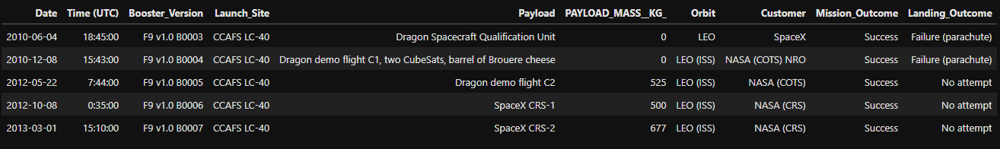 Date Time (UTC) Booster_Version Launch_Site Payload PAYLOAD_MASS__KG_ Orbit Customer Mission_Outcome Landing_Outcome
2010-06-04 18:45:00 F9 v1.0 B0003 CCAFS LC-40 Dragon Spacecraft Qualification Unit 0 LEO SpaceX Success Failure (parachute)
2010-12-08 15:43:00 F9 v1.0 B0004 CCAFS LC-40 Dragon demo flight C1, two CubeSats, barrel of Brouere cheese 0 LEO (ISS) NASA (COTS) NRO Success Failure (parachute)
2012-05-22 7:44:00 F9 v1.0 B0005 CCAFS LC-40 Dragon demo flight C2 525 LEO (ISS) NASA (COTS) Success No attempt
2012-10-08 0:35:00 F9 v1.0 B0006 CCAFS LC-40 SpaceX CRS-1 500 LEO (ISS) NASA (CRS) Success No attempt
2013-03-01 15:10:00 F9 v1.0 B0007 CCAFS LC-40 SpaceX CRS-2 677 LEO (ISS) NASA (CRS) Success No attempt